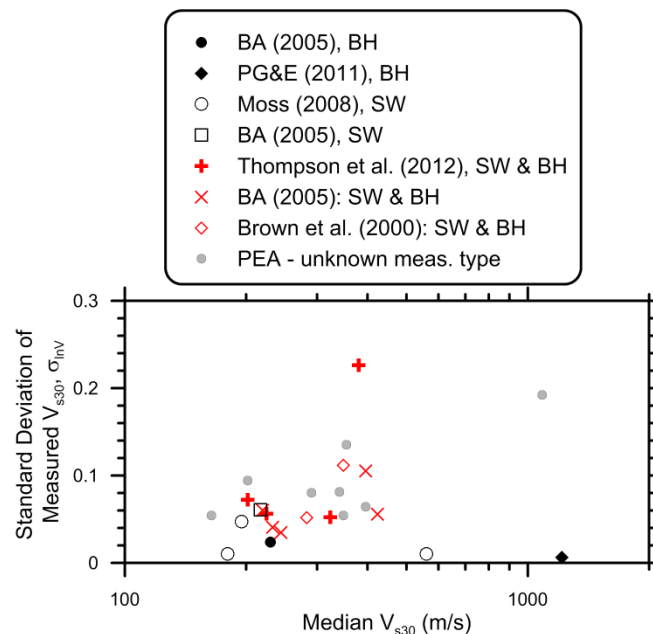 BA (2005), BH
PG&E (2011), BH
Moss (2008), SW
BA (2005), SW
Thompson et al. (2012), SW & BH
BA (2005): SW & BH
Brown et al. (2000): SW & BH
PEA - unknown meas. type
Standard Deviation of
Measured Vs30, σlnV
0.3
0.2
0.1
0
100
1000
Median Vs30 (m/s)